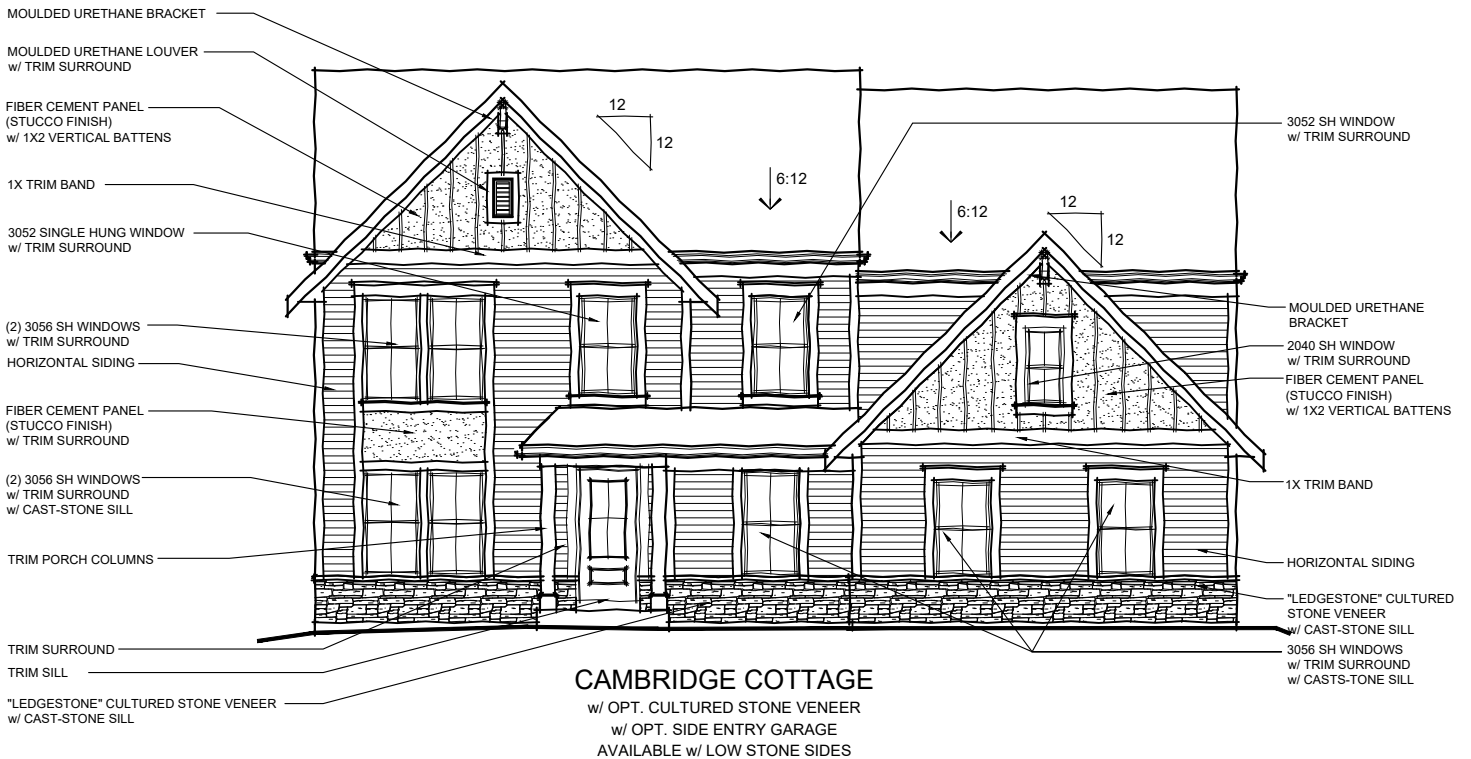 MOULDED URETHANE BRACKET
MOULDED URETHANE LOUVER
w/ TRIM SURROUND
FIBER CEMENT PANEL
(STUCCO FINISH)
w/ 1X2 VERTICAL BATTENS
1X TRIM BAND
3052 SINGLE HUNG WINDOW
w/ TRIM SURROUND
(2) 3056 SH WINDOWS
w/ TRIM SURROUND
HORIZONTAL SIDING
FIBER CEMENT PANEL
(STUCCO FINISH)
w/ TRIM SURROUND
(2) 3056 SH WINDOWS
w/ TRIM SURROUND
w/ CAST-STONE SILL
TRIM PORCH COLUMNS
TRIM SURROUND
TRIM SILL
"LEDGESTONE" CULTURED STONE VENEER
w/ CAST-STONE SILL
12
12
6:12
6:12
12
12
3052 SH WINDOW
w/ TRIM SURROUND
MOULDED URETHANE
BRACKET
2040 SH WINDOW
w/ TRIM SURROUND
FIBER CEMENT PANEL
(STUCCO FINISH)
w/ 1X2 VERTICAL BATTENS
1X TRIM BAND
HORIZONTAL SIDING
"LEDGESTONE" CULTURED
STONE VENEER
w/ CAST-STONE SILL
3056 SH WINDOWS
w/ TRIM SURROUND
w/ CASTS-TONE SILL
CAMBRIDGE COTTAGE
w/ OPT. CULTURED STONE VENEER
w/ OPT. SIDE ENTRY GARAGE
AVAILABLE w/ LOW STONE SIDES